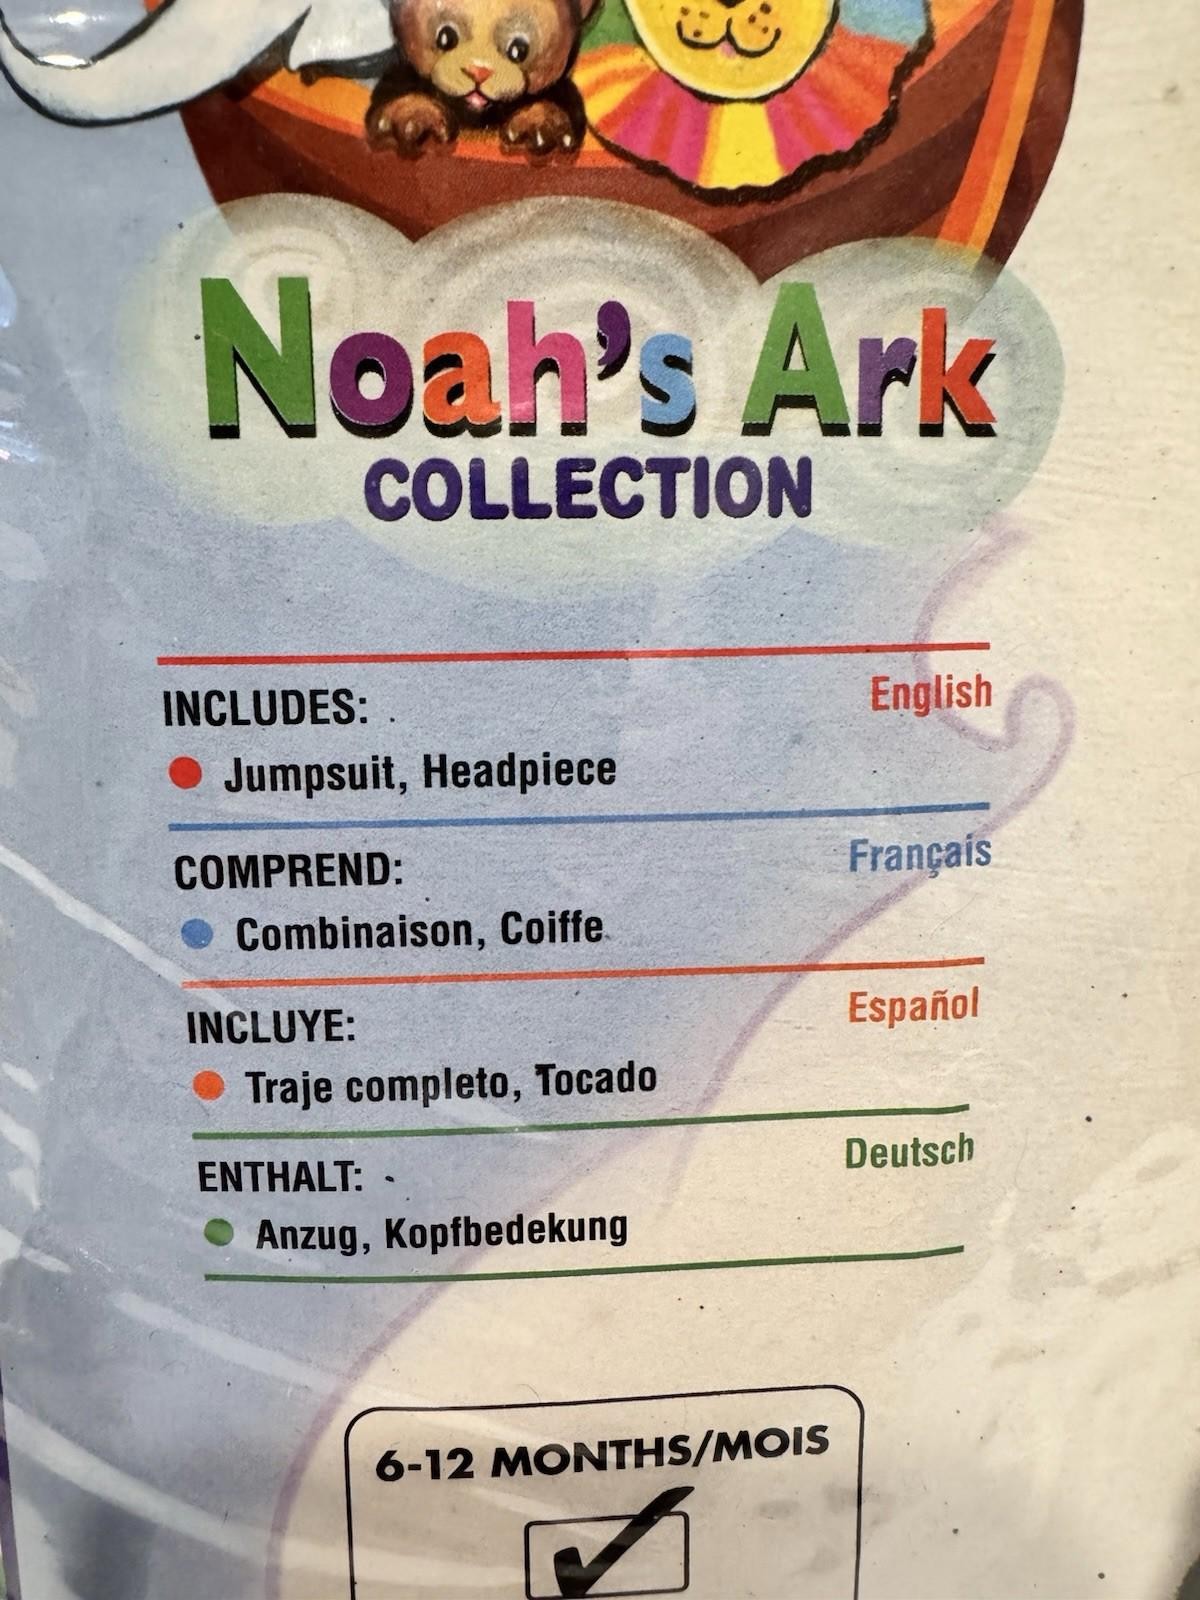 Noah's Ark
COLLECTION
INCLUDES:
English
Jumpsuit, Headpiece
COMPREND:
Français
Combinaison, Coiffe
INCLUYE:
Español
Traje completo, Tocado
ENTHALT:
Deutsch
Anzug, Kopfbedekung
6-12 MONTHS/MOIS